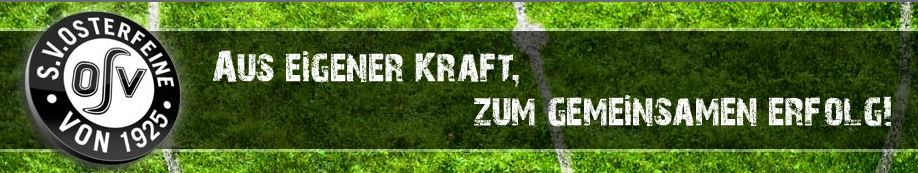 S.V.OSTERFEINE
OSV
VON 1925
AUS EIGENER KRAFT,
ZUM GEMEINSAMEN ERFOLG!